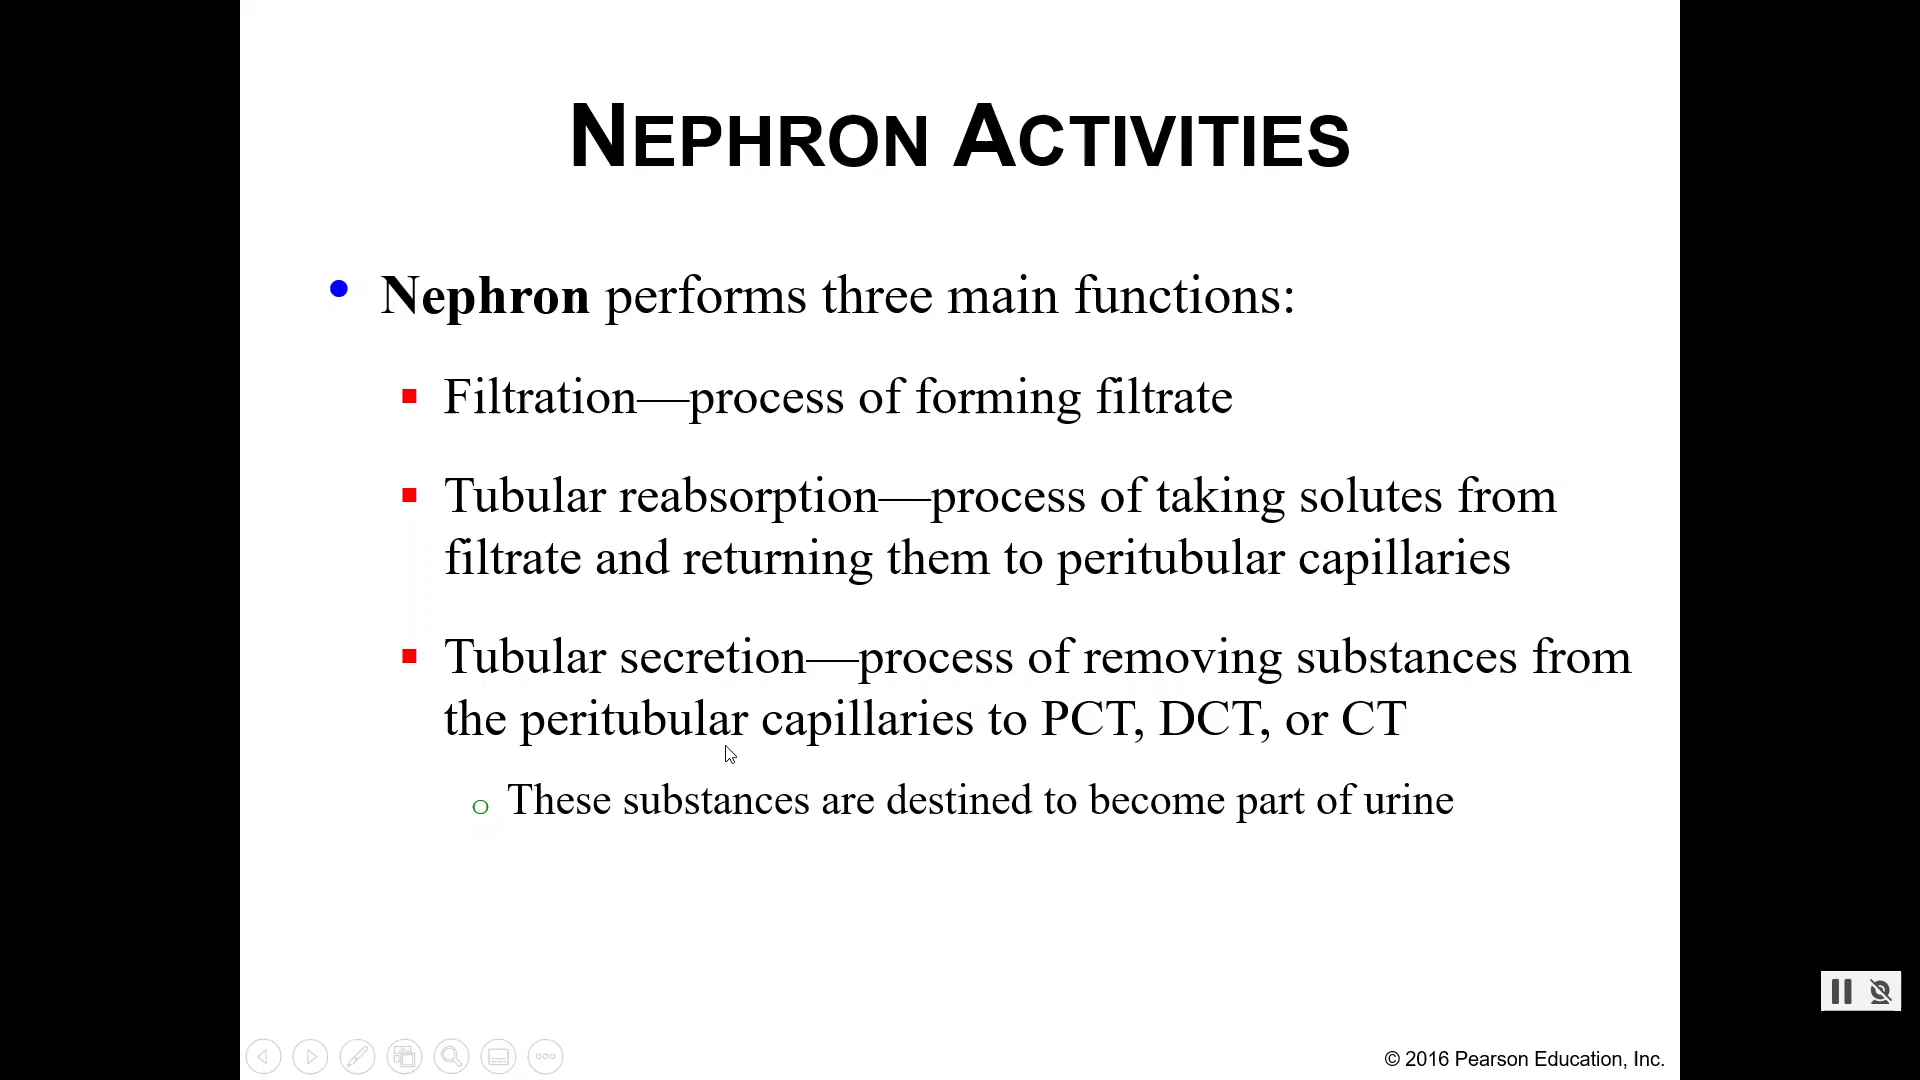 NEPHRON ACTIVITIES
• Nephron performs three main functions:
▪ Filtration—process of forming filtrate
▪ Tubular reabsorption—process of taking solutes from
filtrate and returning them to peritubular capillaries
▪ Tubular secretion—process of removing substances from
the peritubular capillaries to PCT, DCT, or CT
o These substances are destined to become part of urine
© 2016 Pearson Education, Inc.